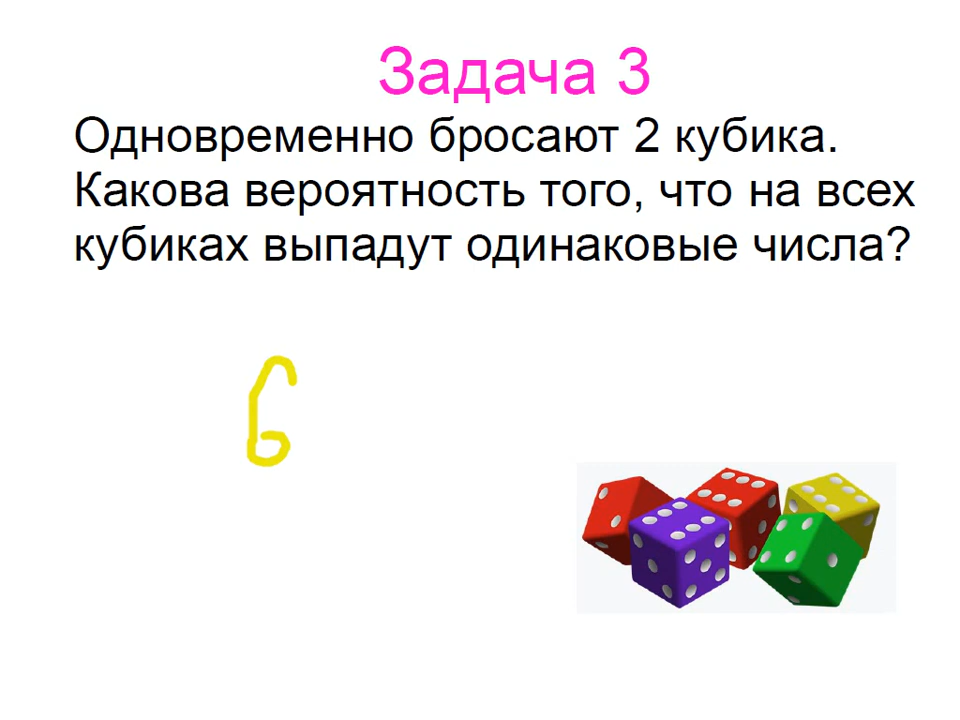 Задача 3
Одновременно бросают 2 кубика.
Какова вероятность того, что на всех
кубиках выпадут одинаковые числа?
6